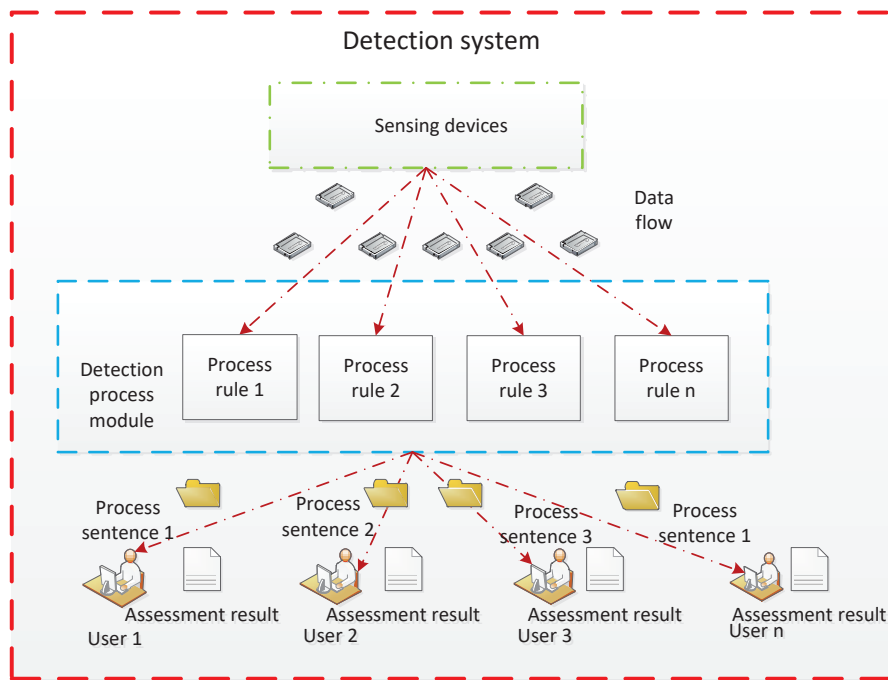 Detection system
Sensing devices
Data
flow
Detection
process
module
Process
rule 1
Process
rule 2
Process
rule 3
Process
rule n
Process
sentence 1
Process
sentence 2
Process
sentence 3
Process
sentence 1
Assessment result
User 1
Assessment result
User 2
Assessment result
User 3
Assessment result
User n